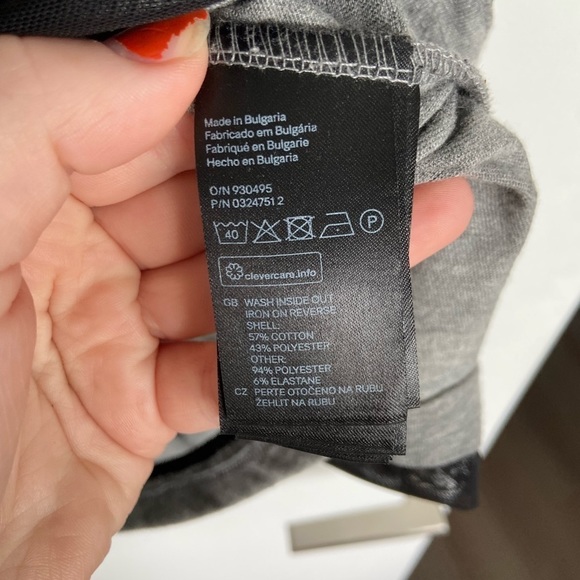 Made in Bulgaria
Fabricado em Bulgária
Fabriqué en Bulgarie
Hecho en Bulgaria
O/N 930495
P/N 0324751 2
40 P
clevercare.info
GB WASH INSIDE OUT
IRON ON REVERSE
SHELL:
57% COTTON
43% POLYESTER
OTHER:
94% POLYESTER
6% ELASTANE
CZ PERTE OTOČENO NA RUBU
ŽEHLIT NA RUBU